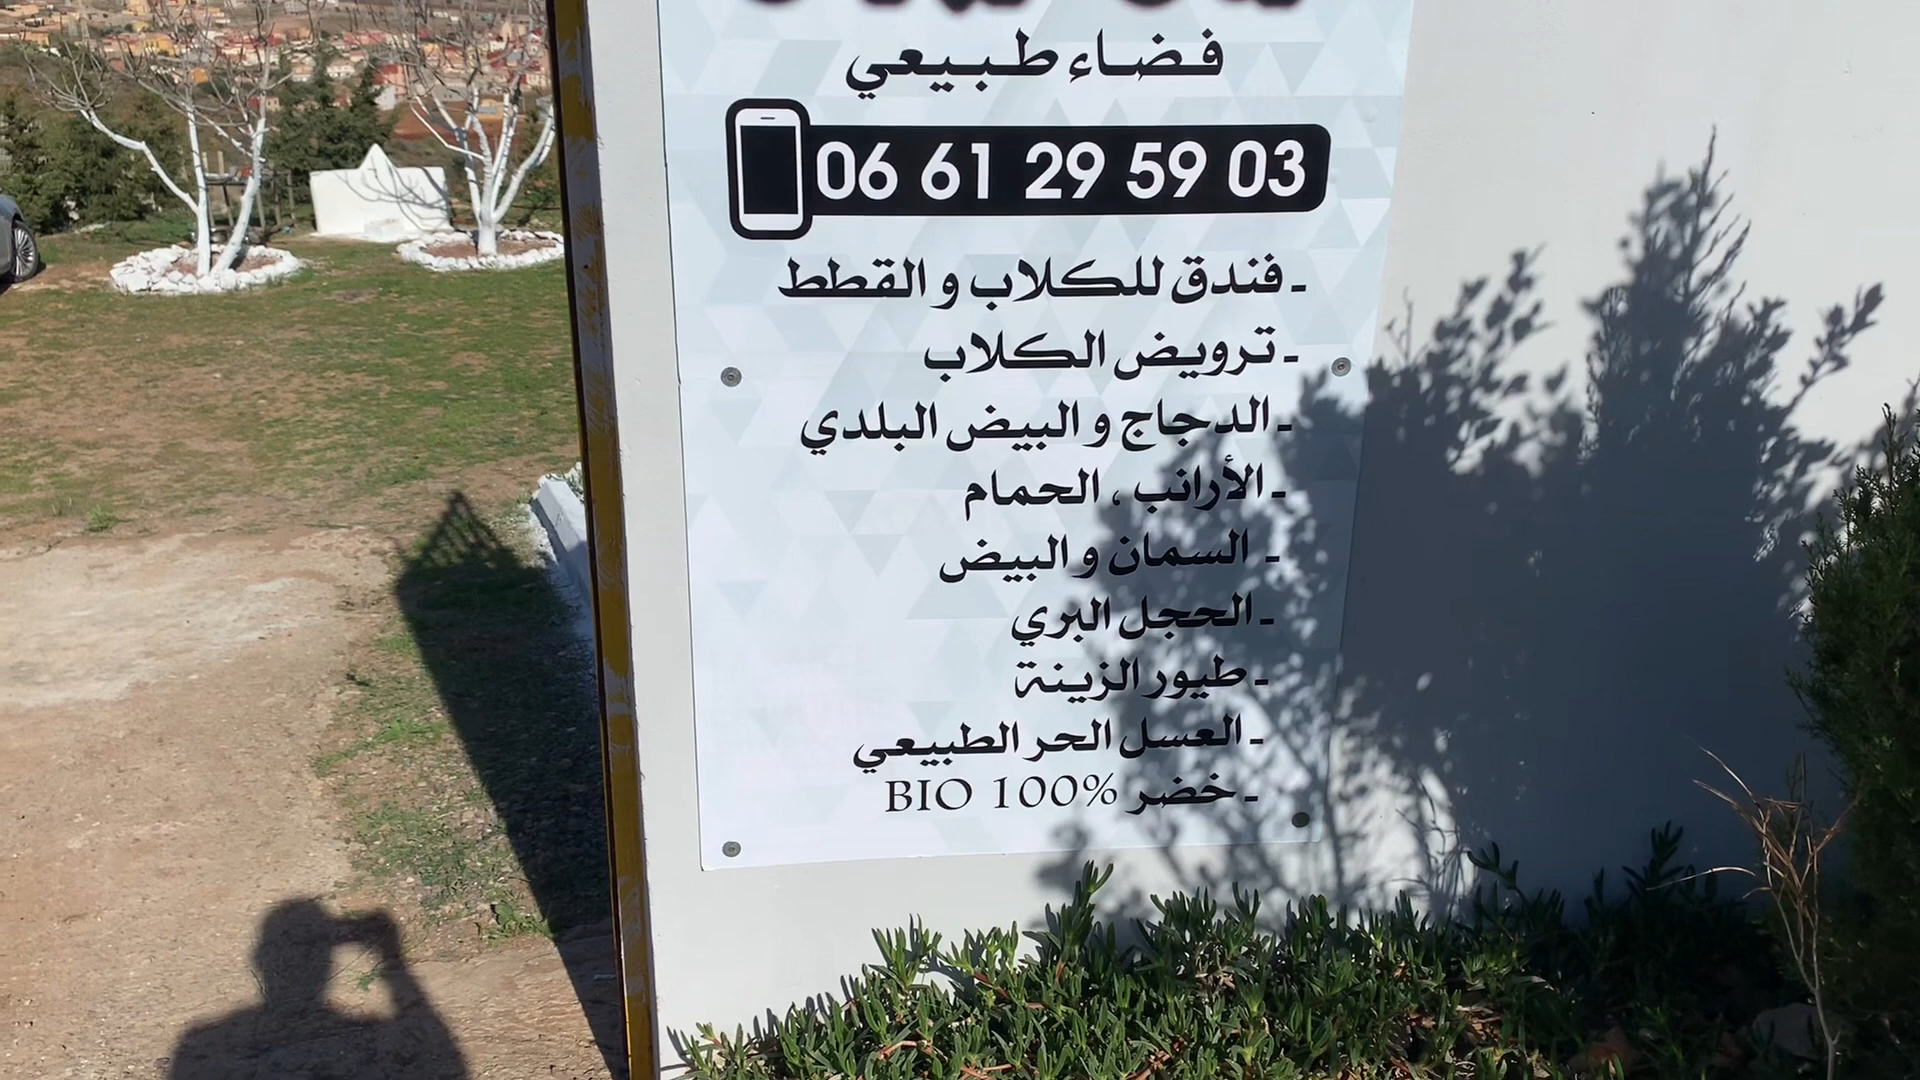 فضاء طبيعي
06 61 29 59 03
- فندق للكلاب و القطط
- ترويض الكلاب
- الدجاج و البيض البلدي
- الأرانب ، الحمام
- السمان و البيض
- الحجل البري
- طيور الزينة
- العسل الحر الطبيعي
- خضر BIO 100%